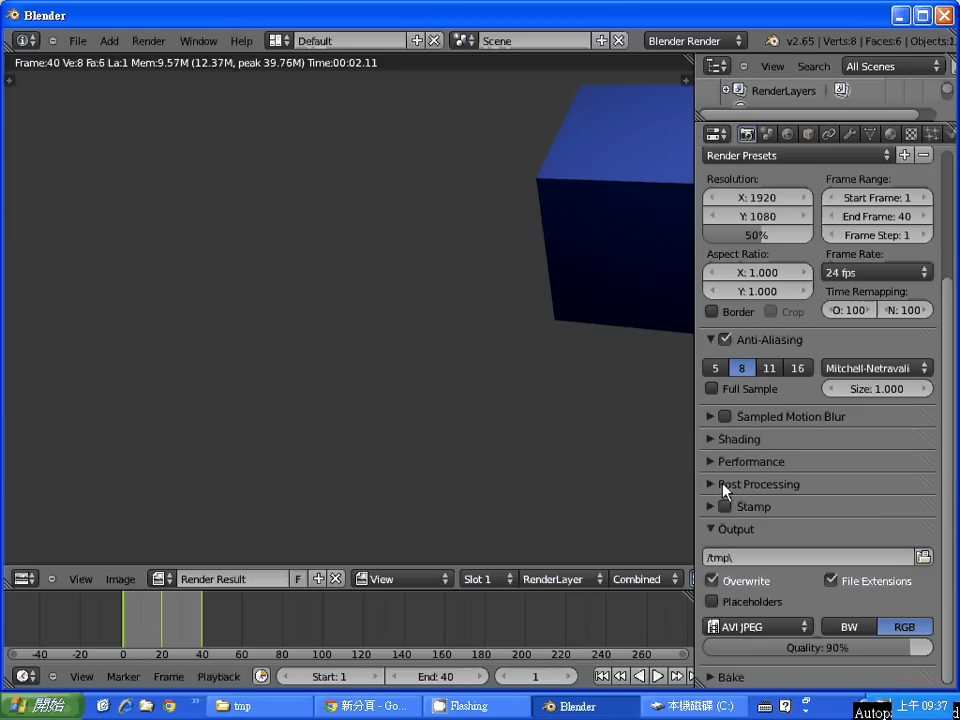 Blender
File Add Render Window Help Default Scene Blender Render v2.65 | Verts:8 | Faces:6 | Objects:1
Frame:40 Ve:8 Fa:6 La:1 Mem:9.57M (12.37M, peak 39.76M) Time:00:02.11
View Search All Scenes
RenderLayers
Render Presets
Resolution: Frame Range:
X: 1920 Start Frame: 1
Y: 1080 End Frame: 40
50% Frame Step: 1
Aspect Ratio: Frame Rate:
X: 1.000 24 fps
Y: 1.000 Time Remapping:
Border Crop O: 100 N: 100
Anti-Aliasing
5 8 11 16 Mitchell-Netravali
Full Sample Size: 1.000
Sampled Motion Blur
Shading
Performance
Post Processing
Stamp
Output
/tmp\
Overwrite File Extensions
Placeholders
AVI JPEG BW RGB
Quality: 90%
Bake
View Image Render Result F View Slot 1 RenderLayer Combined
-40 -20 0 20 40 60 80 100 120 140 160 180 200 220 240 260
View Marker Frame Playback Start: 1 End: 40 1
開始 tmp 新分頁 - Go... Flashing Blender 本機磁碟 (C:) 上午 09:37
Autop